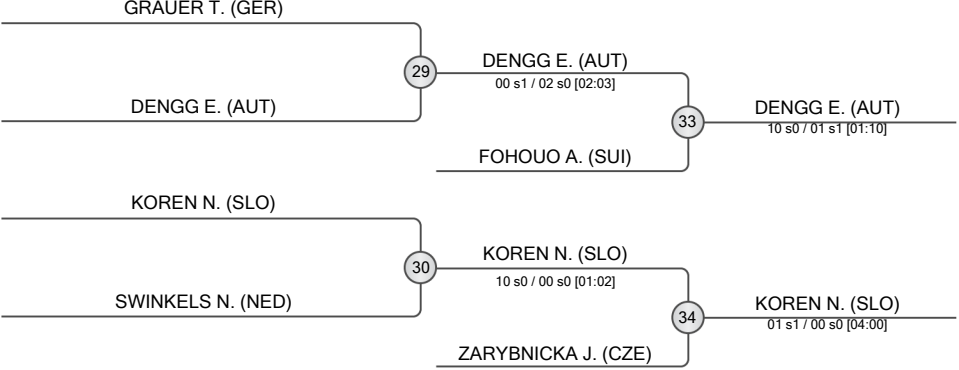 GRAUER T. (GER)
29
DENGG E. (AUT)
00 s1 / 02 s0 [02:03]
DENGG E. (AUT)
33
DENGG E. (AUT)
10 s0 / 01 s1 [01:10]
FOHOUO A. (SUI)
KOREN N. (SLO)
30
KOREN N. (SLO)
10 s0 / 00 s0 [01:02]
SWINKELS N. (NED)
34
KOREN N. (SLO)
01 s1 / 00 s0 [04:00]
ZARYBNICKA J. (CZE)